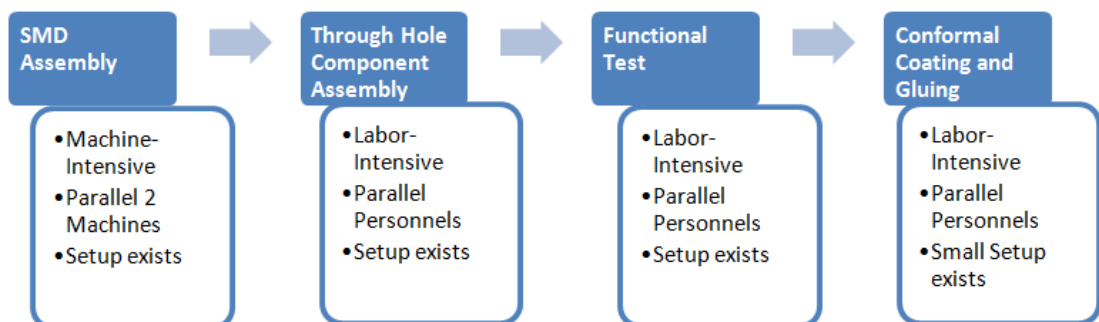 SMD
Assembly
•Machine-
Intensive
•Parallel 2
Machines
•Setup exists
Through Hole
Component
Assembly
•Labor-
Intensive
•Parallel
Personnels
•Setup exists
Functional
Test
•Labor-
Intensive
•Parallel
Personnels
•Setup exists
Conformal
Coating and
Gluing
•Labor-
Intensive
•Parallel
Personnels
•Small Setup
exists